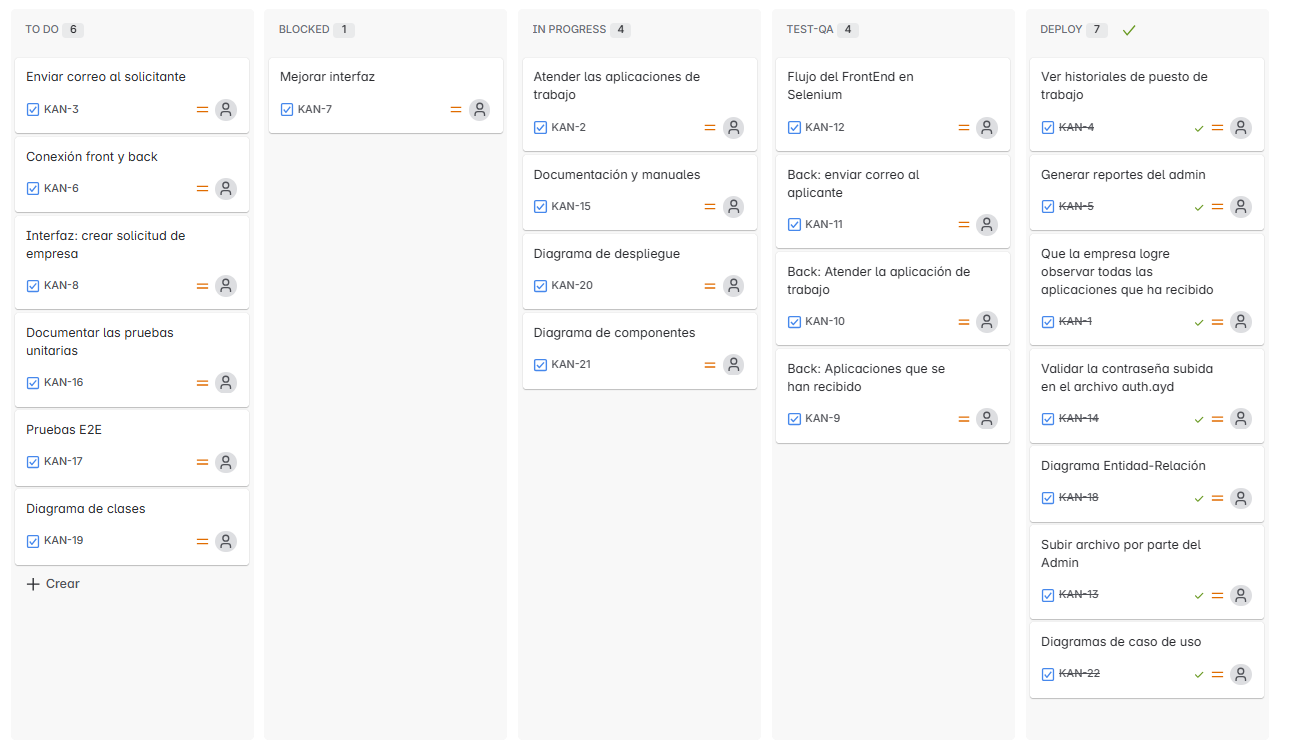 TO DO 6
Enviar correo al solicitante
KAN-3
Conexión front y back
KAN-6
Interfaz: crear solicitud de
empresa
KAN-8
Documentar las pruebas
unitarias
KAN-16
Pruebas E2E
KAN-17
Diagrama de clases
KAN-19
Crear
BLOCKED 1
Mejorar interfaz
KAN-7
IN PROGRESS 4
Atender las aplicaciones de
trabajo
KAN-2
Documentación y manuales
KAN-15
Diagrama de despliegue
KAN-20
Diagrama de componentes
KAN-21
TEST-QA 4
Flujo del FrontEnd en
Selenium
KAN-12
Back: enviar correo al
aplicante
KAN-11
Back: Atender la aplicación de
trabajo
KAN-10
Back: Aplicaciones que se
han recibido
KAN-9
DEPLOY 7
Ver historiales de puesto de
trabajo
KAN-4
Generar reportes del admin
KAN-5
Que la empresa logre
observar todas las
aplicaciones que ha recibido
KAN-1
Validar la contraseña subida
en el archivo auth.ayd
KAN-14
Diagrama Entidad-Relación
KAN-18
Subir archivo por parte del
Admin
KAN-13
Diagramas de caso de uso
KAN-22